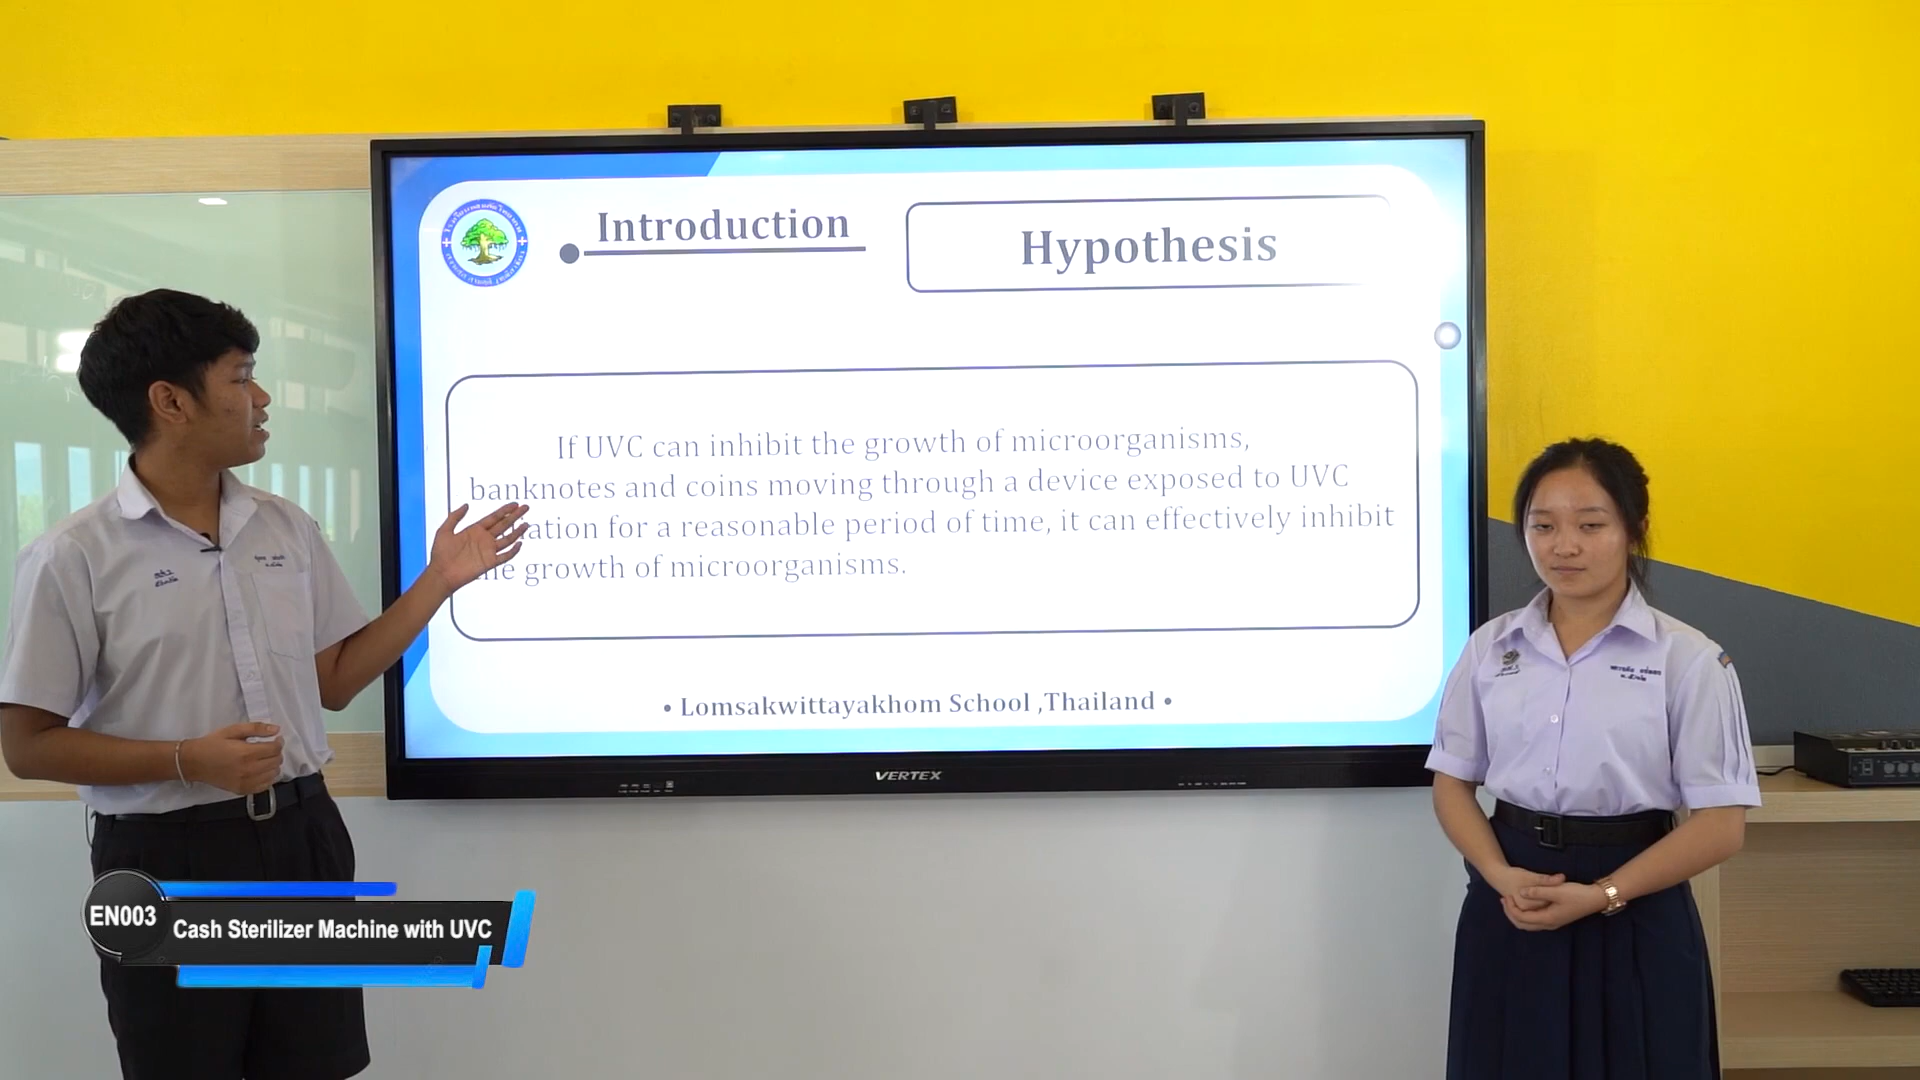 Introduction
Hypothesis
If UVC can inhibit the growth of microorganisms,
banknotes and coins moving through a device exposed to UVC
for a reasonable period of time, it can effectively inhibit
growth of microorganisms.
• Lomsakwittayakhom School ,Thailand •
VERTEX
EN003
Cash Sterilizer Machine with UVC